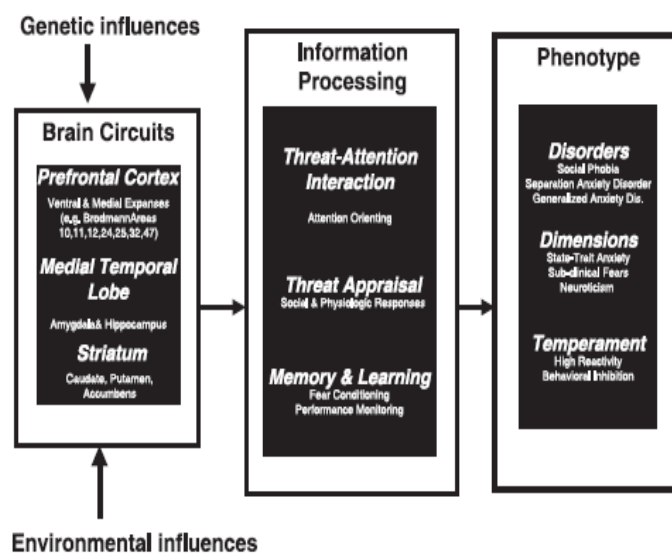 Genetic influences
Brain Circuits
Prefrontal Cortex
Ventral & Medial Expanses
(e.g. BrodmannAreas
10,11,12,24,25,32,47)
Medial Temporal
Lobe
Amygdala & Hippocampus
Striatum
Caudate, Putamen,
Accumbens
Environmental influences
Information
Processing
Threat-Attention
Interaction
Attention Orienting
Threat Appraisal
Social & Physiologic Responses
Memory & Learning
Fear Conditioning
Performance Monitoring
Phenotype
Disorders
Social Phobia
Separation Anxiety Disorder
Generalized Anxiety Dis.
Dimensions
State-Trait Anxiety
Sub-clinical Fears
Neuroticism
Temperament
High Reactivity
Behavioral Inhibition